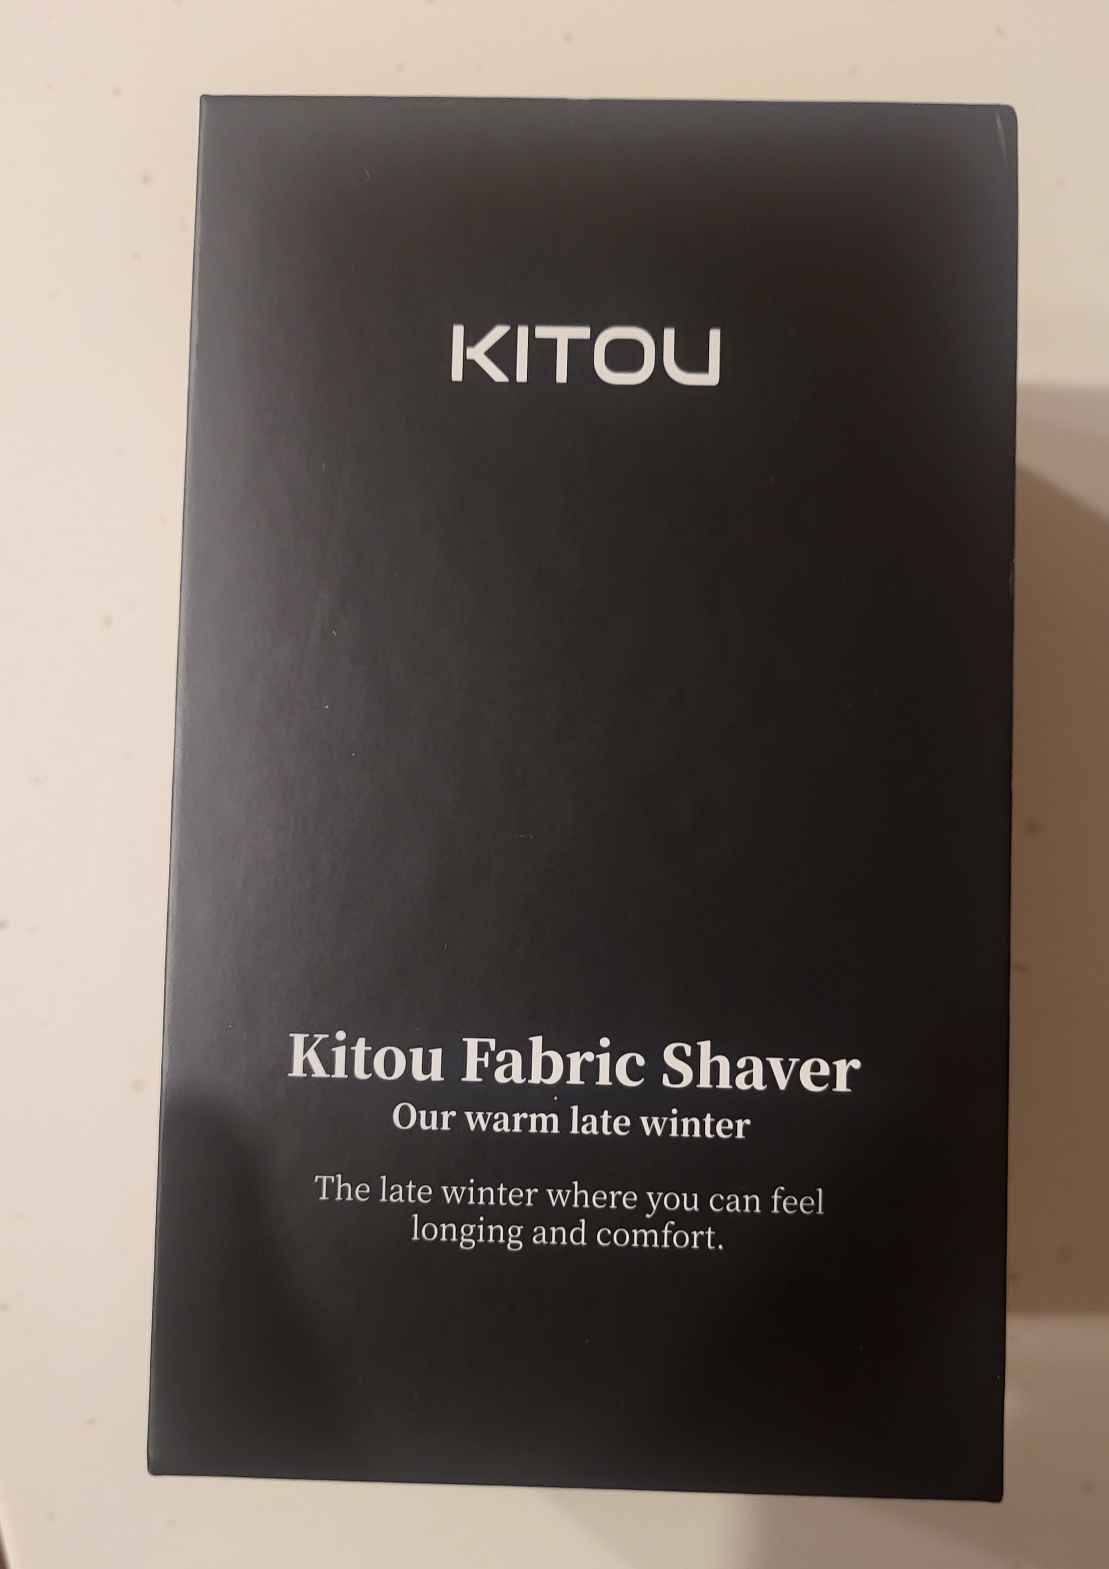 KITOU
Kitou Fabric Shaver
Our warm late winter
The late winter where you can feel
longing and comfort.